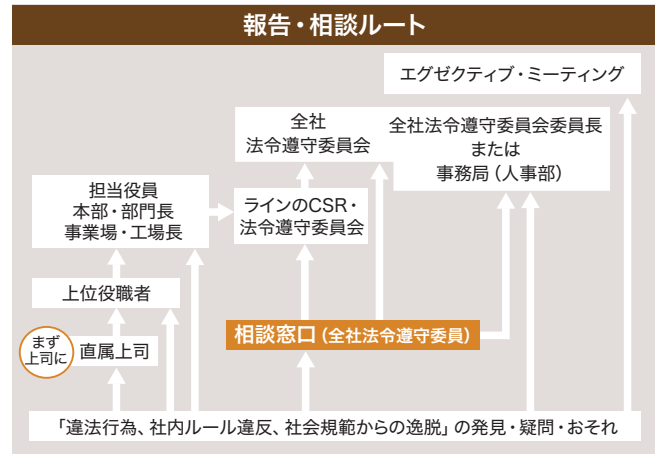 報告・相談ルート
エグゼクティブ・ミーティング
全社
法令遵守委員会
全社法令遵守委員会委員長
または
事務局（人事部）
担当役員
本部・部門長
事業場・工場長
ラインのCSR・
法令遵守委員会
上位役職者
相談窓口（全社法令遵守委員）
まず
上司に
直属上司
「違法行為、社内ルール違反、社会規範からの逸脱」の発見・疑問・おそれ